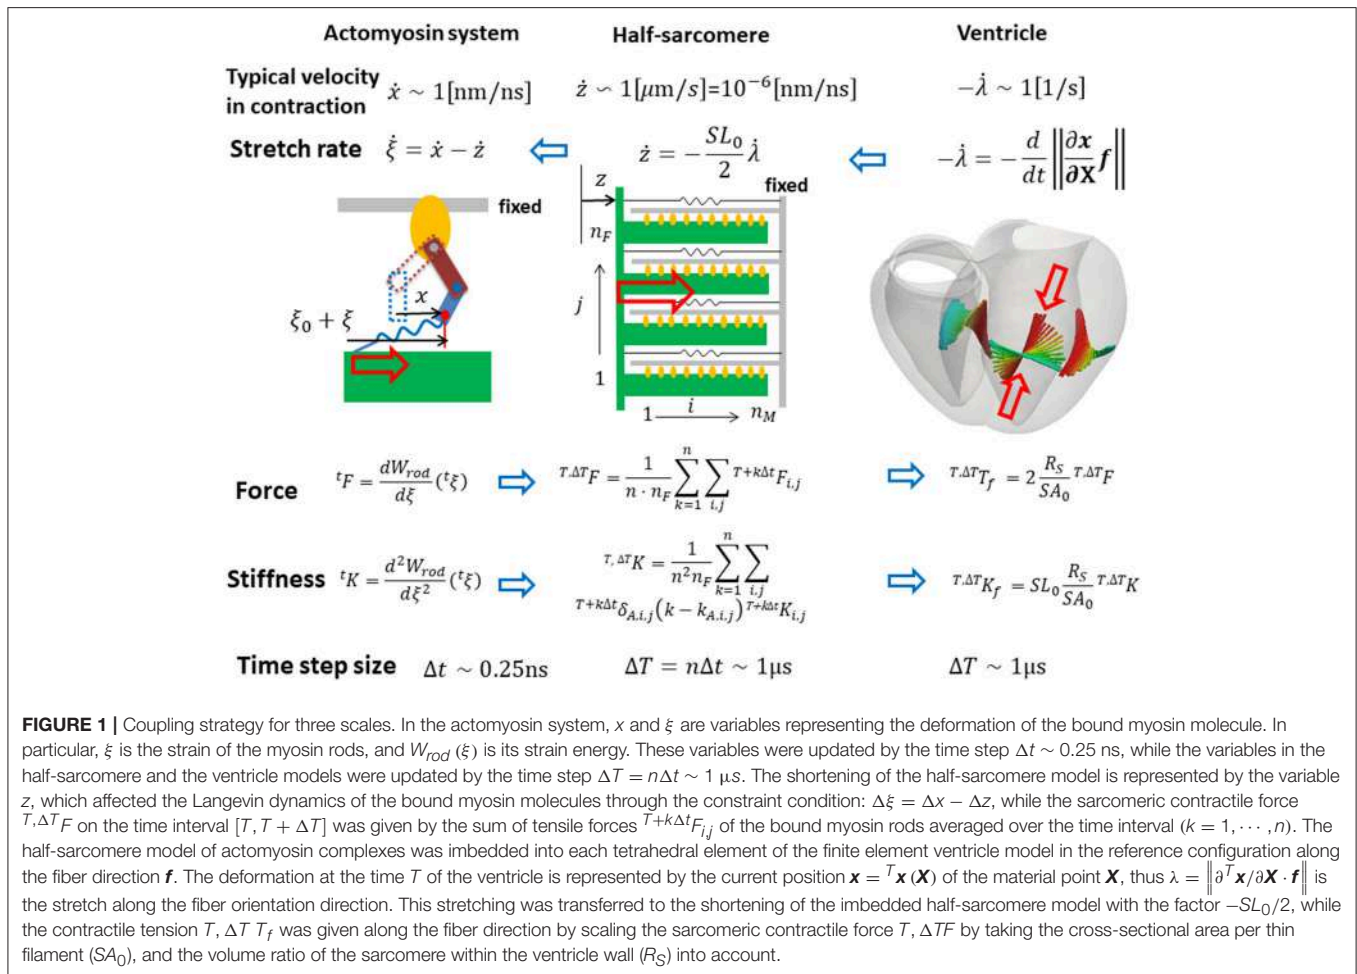 Actomyosin system Half-sarcomere Ventricle
Typical velocity in contraction ẋ ∼ 1[nm/ns] ż ∽ 1[μm/s]=10⁻⁶[nm/ns] −λ̇ ∼ 1[1/s]
Stretch rate ξ̇ = ẋ − ż ż = −(SL₀/2) λ̇ −λ̇ = −d/dt ‖∂x/∂X f‖
fixed
x
ξ₀ + ξ
z
fixed
n_F
j
1
1 i n_M
Force ᵗF = dW_rod/dξ (ᵗξ) ^{T,ΔT}F = 1/(n · n_F) ∑_{k=1}^{n} ∑_{i,j} ^{T+kΔt}F_{i,j} ^{T,ΔT}T_f = 2 R_S/SA₀ ^{T,ΔT}F
Stiffness ᵗK = d²W_rod/dξ² (ᵗξ) ^{T,ΔT}K = 1/(n²n_F) ∑_{k=1}^{n} ∑_{i,j} ^{T+kΔt}δ_{A,i,j}(k − k_{A,i,j}) ^{T+kΔt}K_{i,j} ^{T,ΔT}K_f = SL₀ R_S/SA₀ ^{T,ΔT}K
Time step size Δt ∼ 0.25ns ΔT = nΔt ∼ 1μs ΔT ∼ 1μs
FIGURE 1 | Coupling strategy for three scales. In the actomyosin system, x and ξ are variables representing the deformation of the bound myosin molecule. In
particular, ξ is the strain of the myosin rods, and W_rod (ξ) is its strain energy. These variables were updated by the time step Δt ∼ 0.25 ns, while the variables in the
half-sarcomere and the ventricle models were updated by the time step ΔT = nΔt ∼ 1 μs. The shortening of the half-sarcomere model is represented by the variable
z, which affected the Langevin dynamics of the bound myosin molecules through the constraint condition: Δξ = Δx − Δz, while the sarcomeric contractile force
^{T,ΔT}F on the time interval [T, T + ΔT] was given by the sum of tensile forces ^{T+kΔt}F_{i,j} of the bound myosin rods averaged over the time interval (k = 1, · · · , n). The
half-sarcomere model of actomyosin complexes was imbedded into each tetrahedral element of the finite element ventricle model in the reference configuration along
the fiber direction f. The deformation at the time T of the ventricle is represented by the current position x = ᵀx (X) of the material point X, thus λ = ‖∂ᵀx/∂X · f‖ is
the stretch along the fiber orientation direction. This stretching was transferred to the shortening of the imbedded half-sarcomere model with the factor −SL₀/2, while
the contractile tension T, ΔT T_f was given along the fiber direction by scaling the sarcomeric contractile force T, ΔTF by taking the cross-sectional area per thin
filament (SA₀), and the volume ratio of the sarcomere within the ventricle wall (R_S) into account.